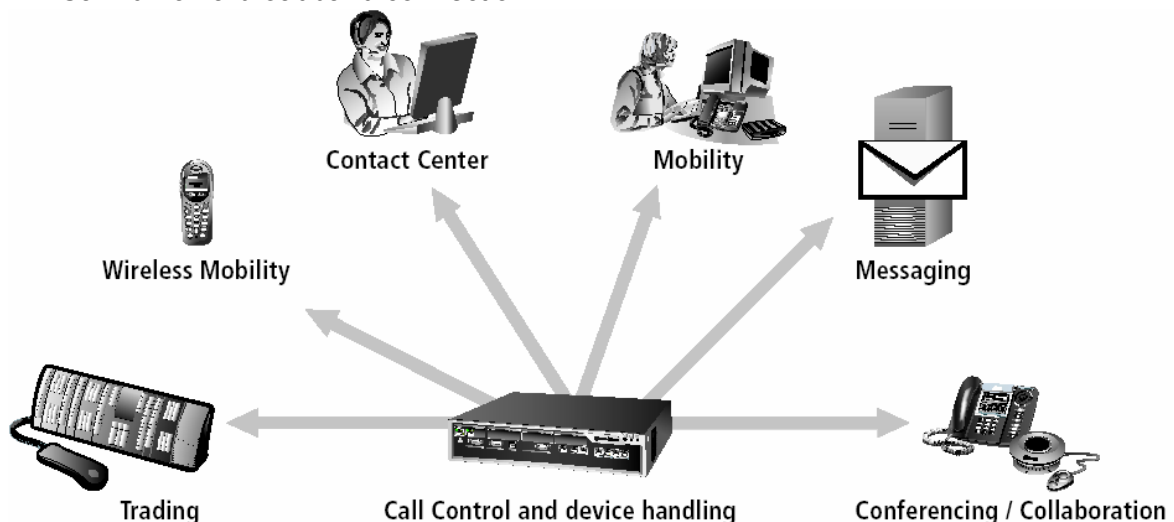 Contact Center
Mobility
Wireless Mobility
Messaging
Trading
Call Control and device handling
Conferencing / Collaboration